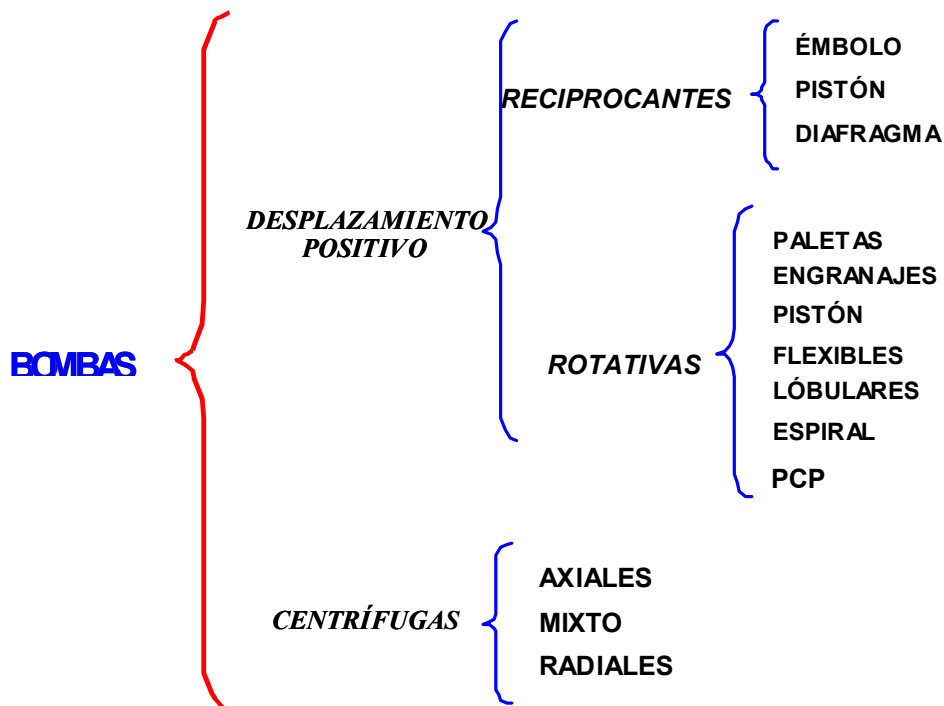 BOMBAS
DESPLAZAMIENTO
POSITIVO
RECIPROCANTES
ÉMBOLO
PISTÓN
DIAFRAGMA
ROTATIVAS
PALETAS
ENGRANAJES
PISTÓN
FLEXIBLES
LÓBULARES
ESPIRAL
PCP
CENTRÍFUGAS
AXIALES
MIXTO
RADIALES